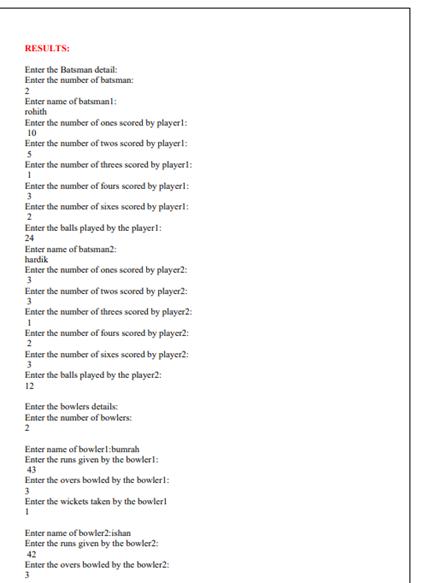 RESULTS:
Enter the Batsman detail:
Enter the number of batsman:
2
Enter name of batsman1:
rohith
Enter the number of ones scored by player1:
10
Enter the number of twos scored by player1:
5
Enter the number of threes scored by player1:
1
Enter the number of fours scored by player1:
3
Enter the number of sixes scored by player1:
2
Enter the balls played by the player1:
24
Enter name of batsman2:
hardik
Enter the number of ones scored by player2:
3
Enter the number of twos scored by player2:
3
Enter the number of threes scored by player2:
1
Enter the number of fours scored by player2:
2
Enter the number of sixes scored by player2:
3
Enter the balls played by the player2:
12
Enter the bowlers details:
Enter the number of bowlers:
2
Enter name of bowler1:bumrah
Enter the runs given by the bowler1:
43
Enter the overs bowled by the bowler1:
3
Enter the wickets taken by the bowler1
1
Enter name of bowler2:ishan
Enter the runs given by the bowler2:
42
Enter the overs bowled by the bowler2:
3